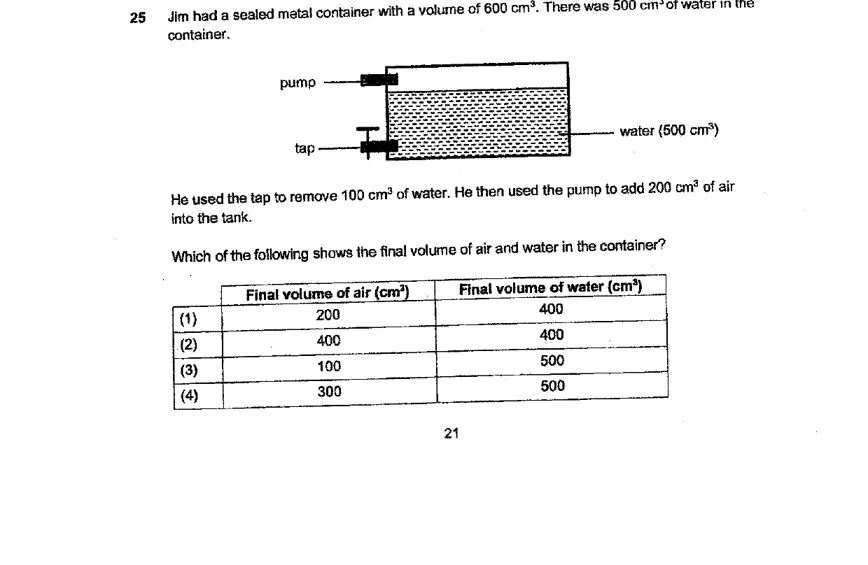 25 Jim had a sealed metal container with a volume of 600 cm³. There was 500 cm³ of water in the
container.
pump
water (500 cm³)
tap
He used the tap to remove 100 cm³ of water. He then used the pump to add 200 cm³ of air
into the tank.
Which of the following shows the final volume of air and water in the container?
Final volume of air (cm³) Final volume of water (cm³)
(1) 200 400
(2) 400 400
(3) 100 500
(4) 300 500
21